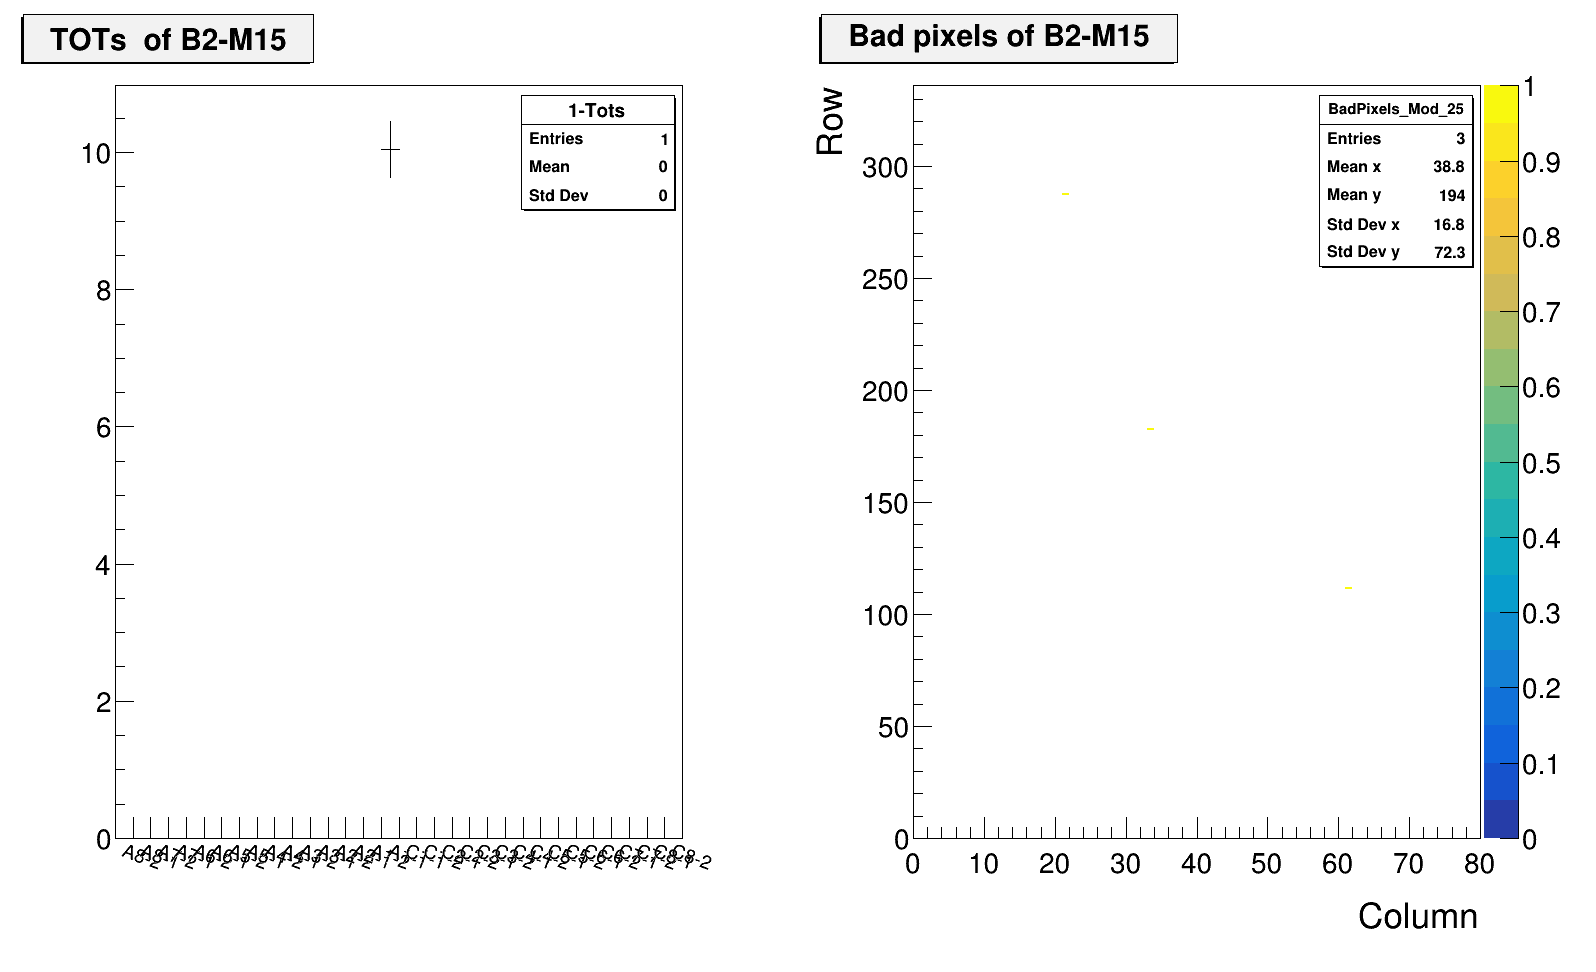 TOTs of B2-M15
1-Tots
Entries 1
Mean 0
Std Dev 0
10
8
6
4
2
0
Bad pixels of B2-M15
Row
BadPixels_Mod_25
Entries 3
Mean x 38.8
Mean y 194
Std Dev x 16.8
Std Dev y 72.3
300
250
200
150
100
50
0
0 10 20 30 40 50 60 70 80
Column
1
0.9
0.8
0.7
0.6
0.5
0.4
0.3
0.2
0.1
0